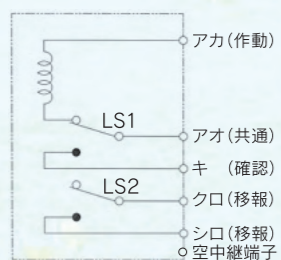 アカ(作動)
LS1
アオ(共通)
キ (確認)
LS2
クロ(移報)
シロ(移報)
空中継端子